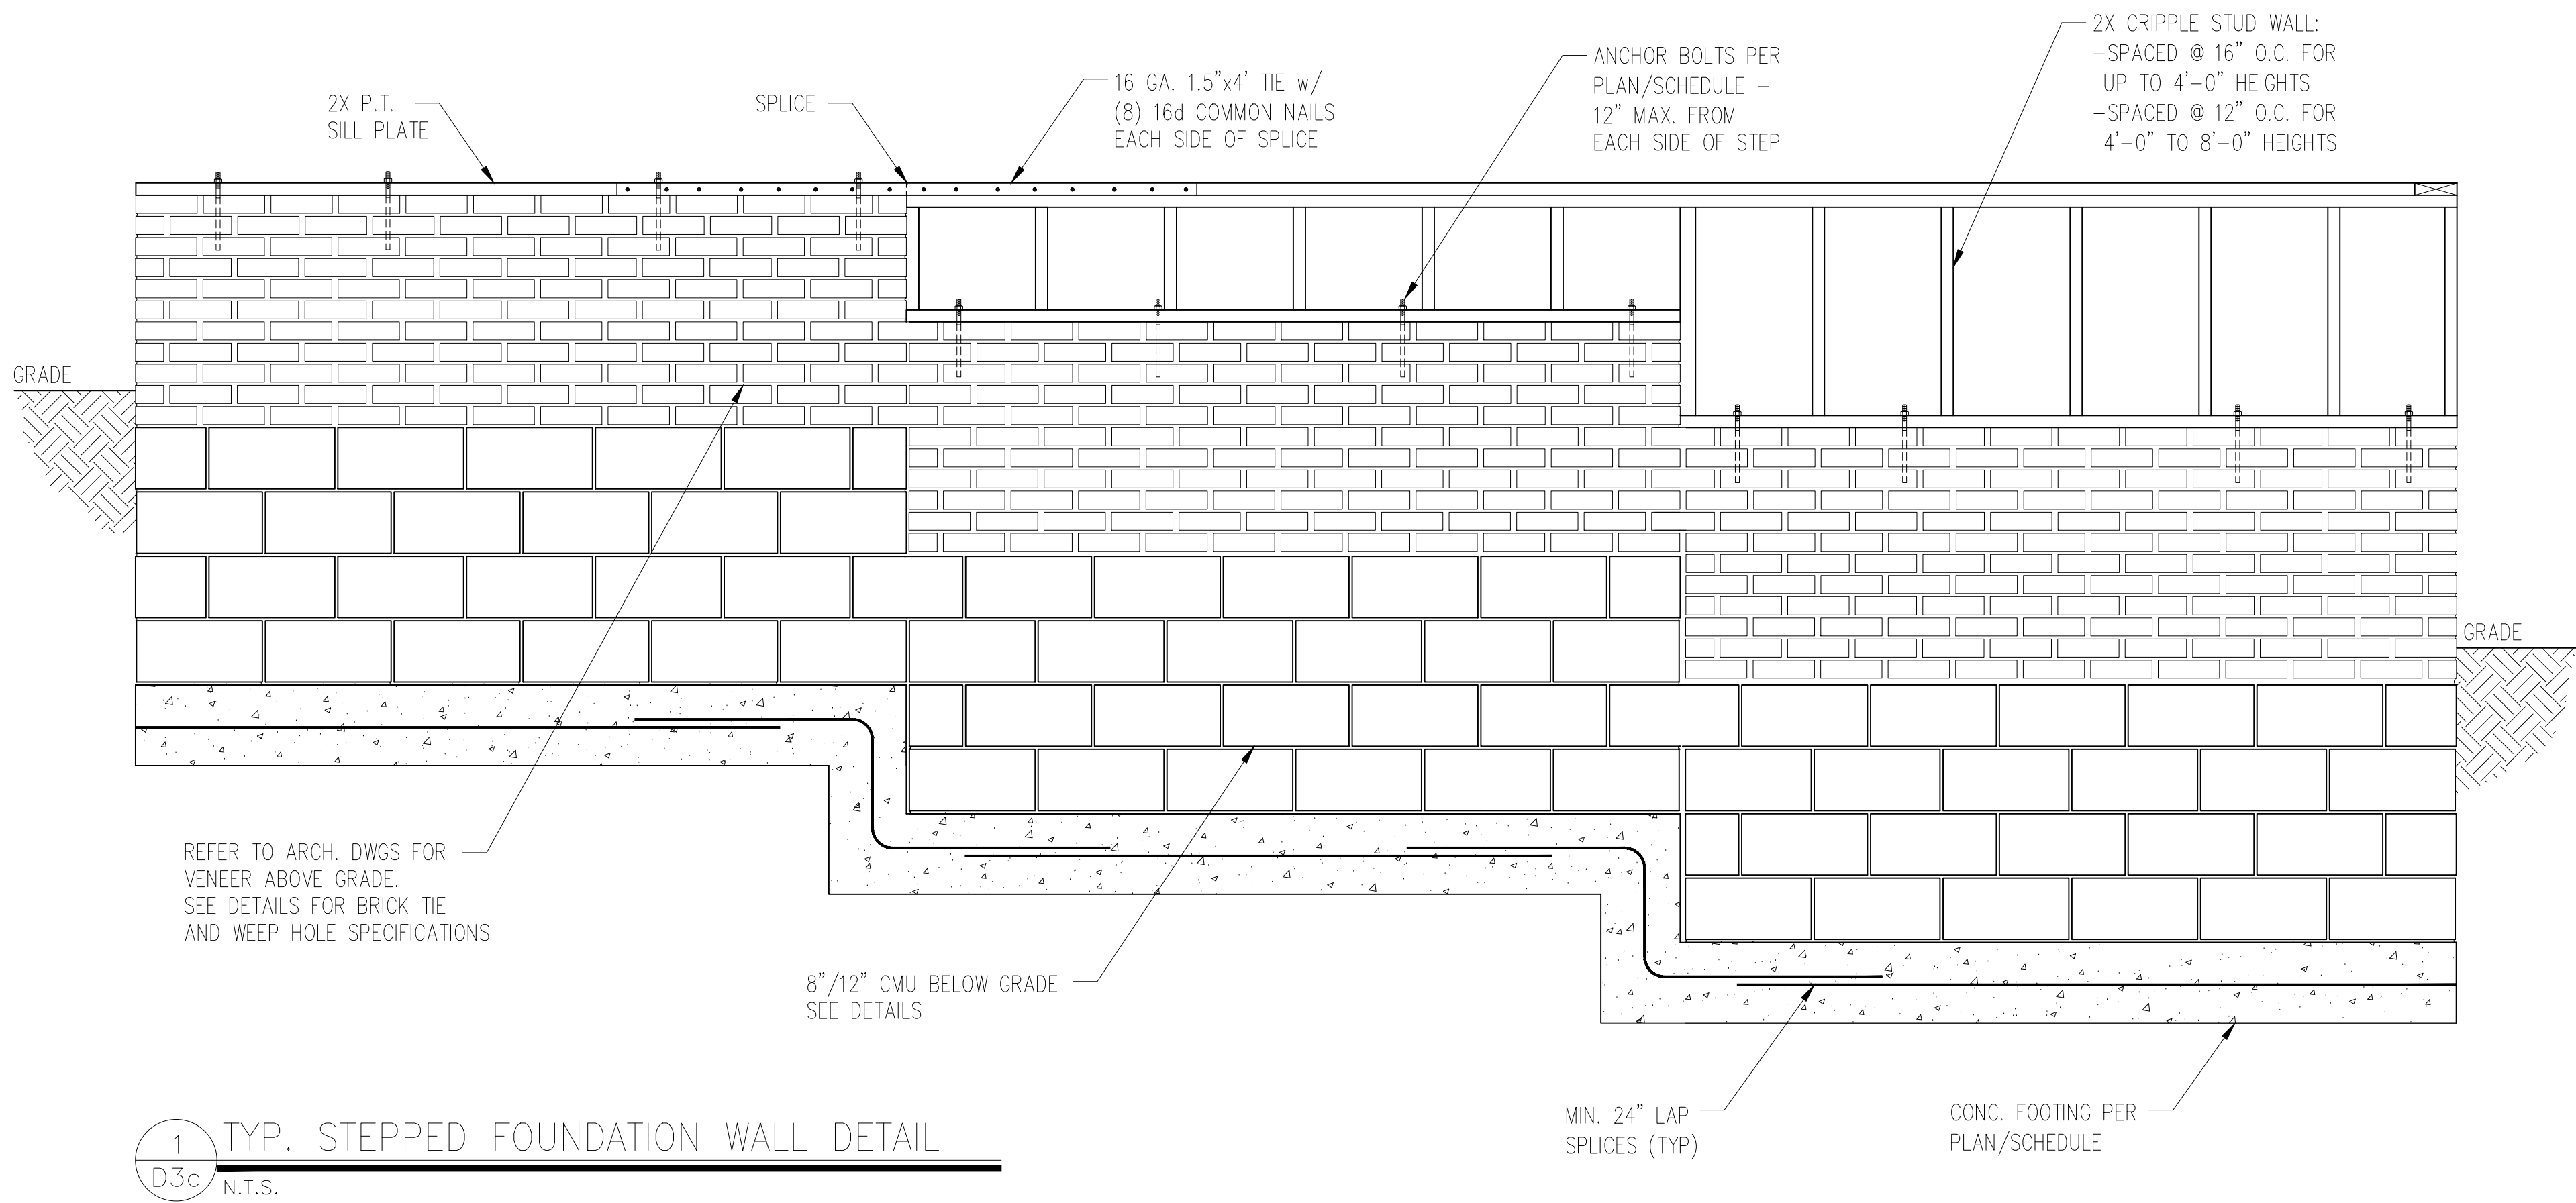 2X P.T.
SILL PLATE
SPLICE
16 GA. 1.5"x4' TIE w/
(8) 16d COMMON NAILS
EACH SIDE OF SPLICE
ANCHOR BOLTS PER
PLAN/SCHEDULE -
12" MAX. FROM
EACH SIDE OF STEP
2X CRIPPLE STUD WALL:
-SPACED @ 16" O.C. FOR
UP TO 4'-0" HEIGHTS
-SPACED @ 12" O.C. FOR
4'-0" TO 8'-0" HEIGHTS
GRADE
GRADE
REFER TO ARCH. DWGS FOR
VENEER ABOVE GRADE.
SEE DETAILS FOR BRICK TIE
AND WEEP HOLE SPECIFICATIONS
8"/12" CMU BELOW GRADE
SEE DETAILS
MIN. 24" LAP
SPLICES (TYP)
CONC. FOOTING PER
PLAN/SCHEDULE
1
D3c
TYP. STEPPED FOUNDATION WALL DETAIL
N.T.S.